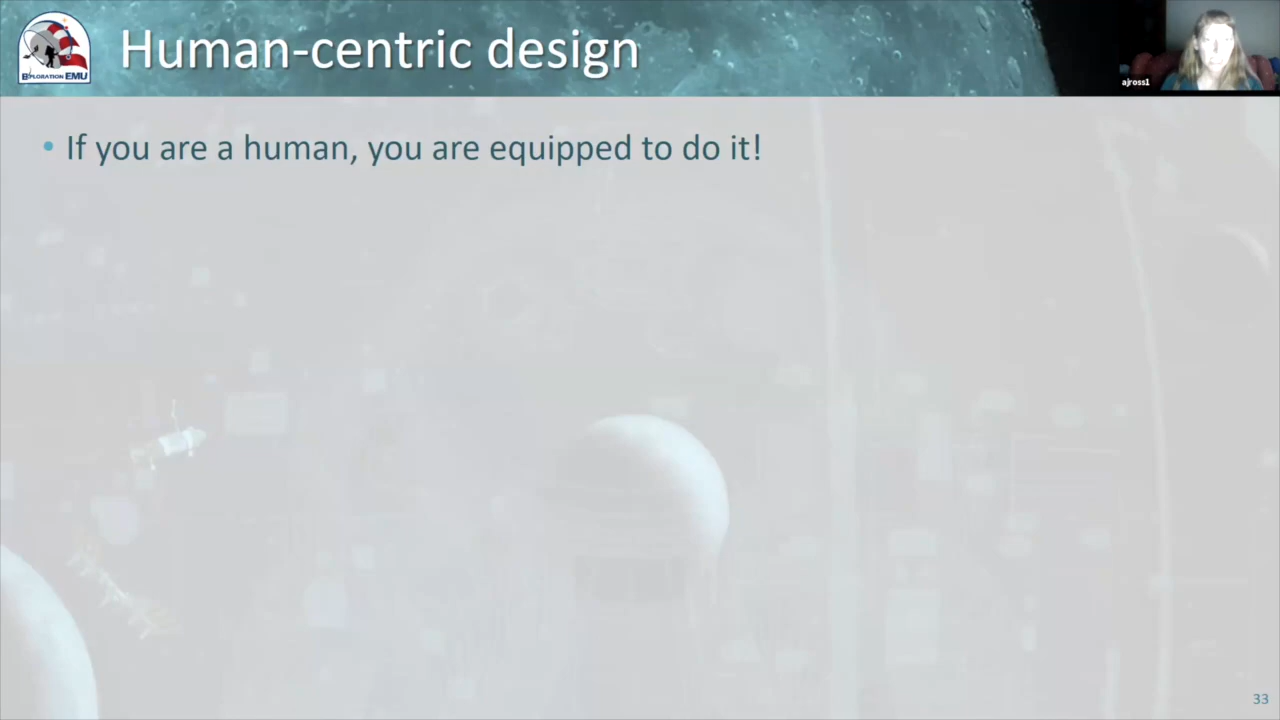 Human-centric design
EXPLORATION EMU
ajross1
• If you are a human, you are equipped to do it!
33